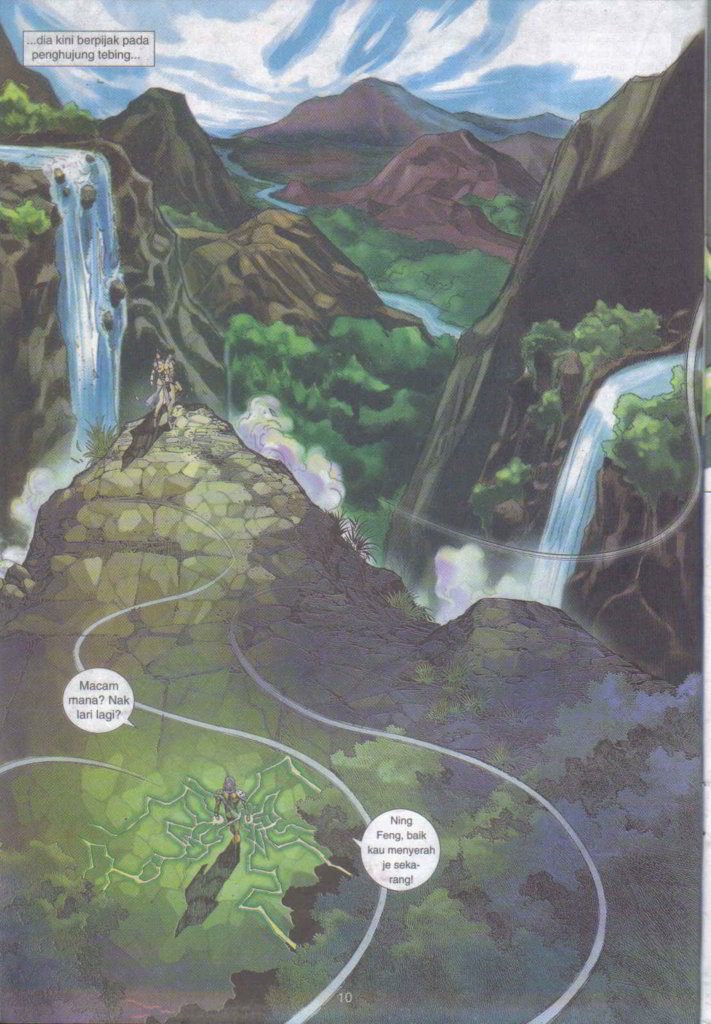 ...dia kini berpijak pada
penghujung tebing...
Macam
mana? Nak
lari lagi?
Ning
Feng, baik
kau menyerah
je seka-
rang!
10